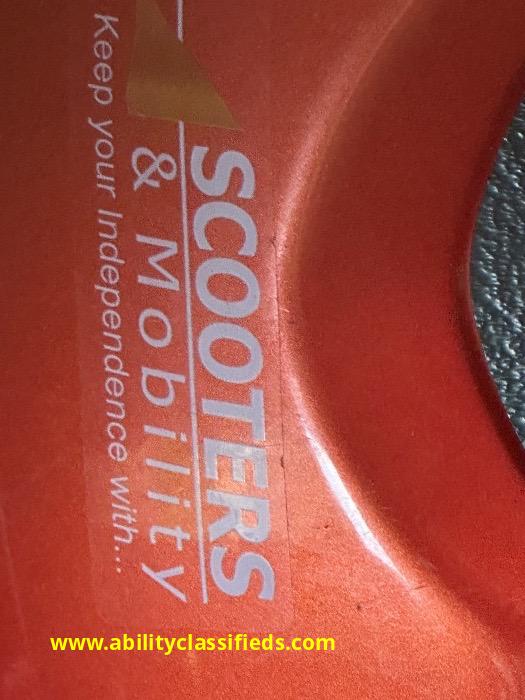 SCOOTERS
& Mobility
Keep your Independence with...
www.abilityclassifieds.com